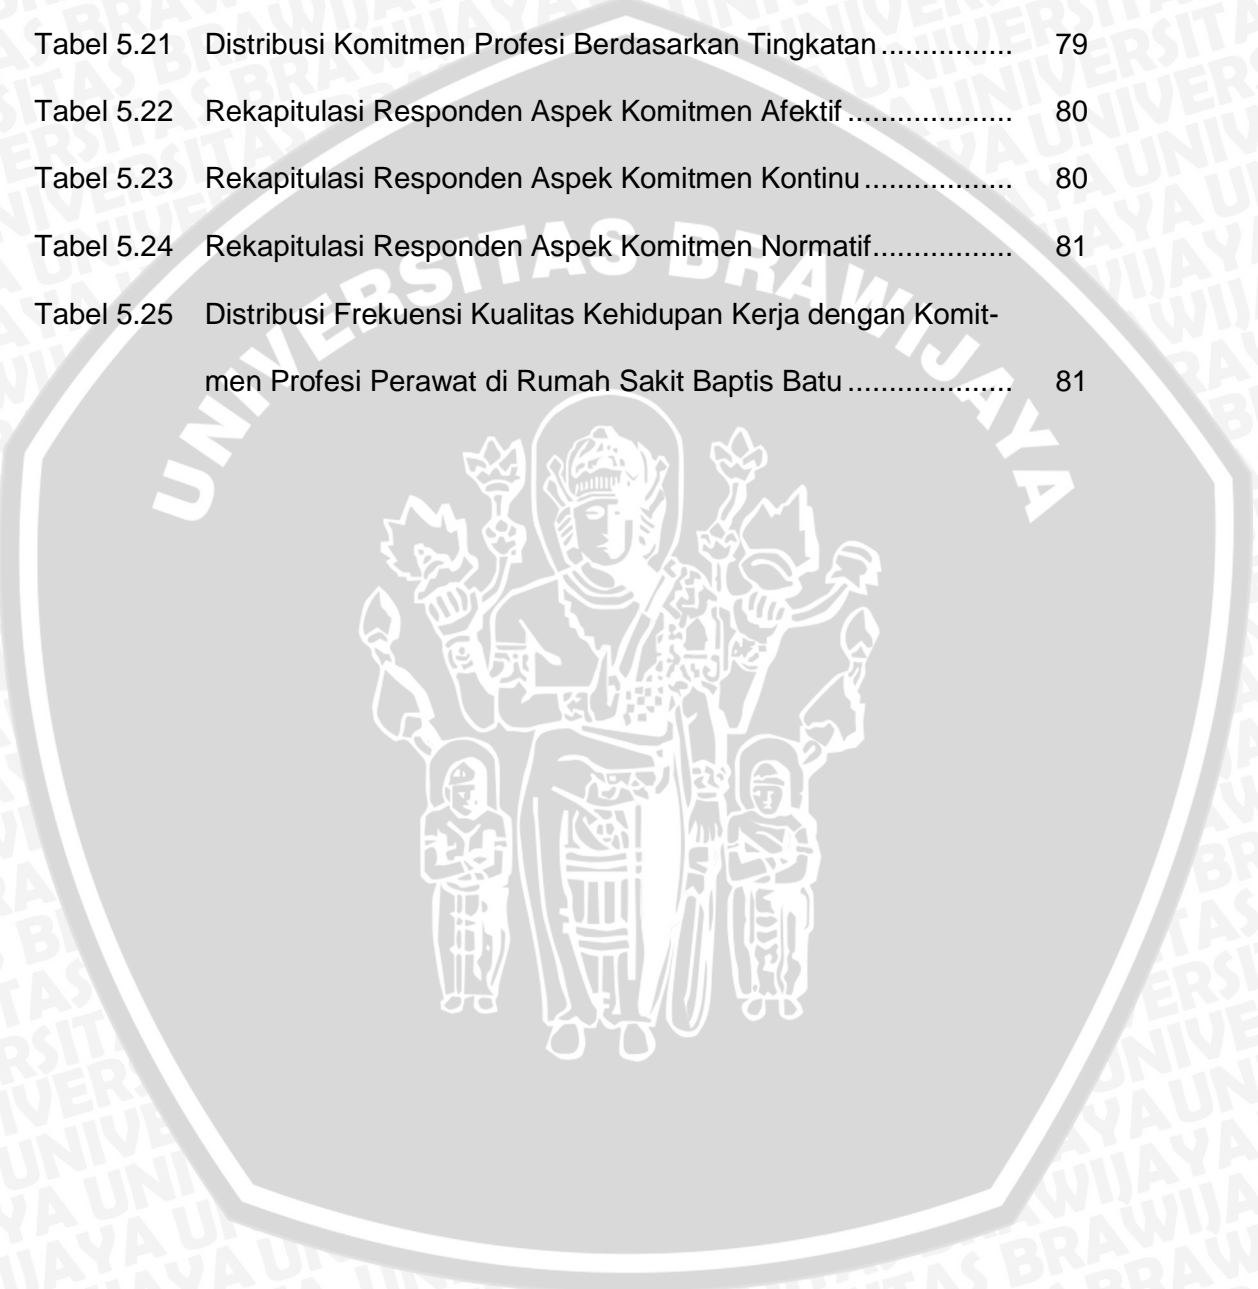 Tabel 5.21 Distribusi Komitmen Profesi Berdasarkan Tingkatan................ 79
Tabel 5.22 Rekapitulasi Responden Aspek Komitmen Afektif.................... 80
Tabel 5.23 Rekapitulasi Responden Aspek Komitmen Kontinu.................. 80
Tabel 5.24 Rekapitulasi Responden Aspek Komitmen Normatif................. 81
Tabel 5.25 Distribusi Frekuensi Kualitas Kehidupan Kerja dengan Komit-
men Profesi Perawat di Rumah Sakit Baptis Batu.................... 81
UNIVERSITAS BRAWIJAYA